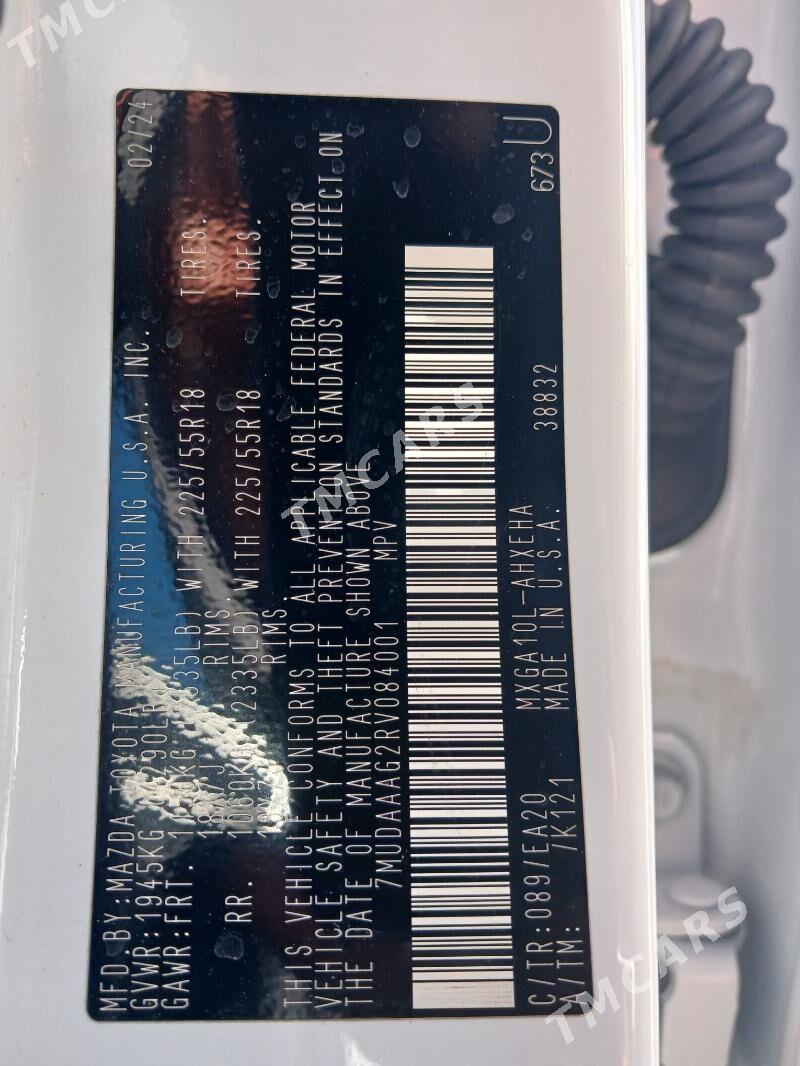 MFD BY:MAZDA TOYOTA MANUFACTURING U.S.A. INC. 02/24
GVWR:1945KG
GAWR:FRT. WITH 225/55R18 TIRES.
RIMS.
RR. 2335LB) WITH 225/55R18 TIRES.
RIMS
THIS VEHICLE CONFORMS TO ALL APPLICABLE FEDERAL MOTOR
VEHICLE SAFETY AND THEFT PREVENTION STANDARDS IN EFFECT ON
THE DATE OF MANUFACTURE SHOWN ABOVE.
7MUDAAAG2RV084001 MPV
C/TR:089/EA20 MXGA10L-AHXEHA 38832 673 U
A/TM: /K121 MADE IN U.S.A.
TMCARS
TMCARS
TMCARS